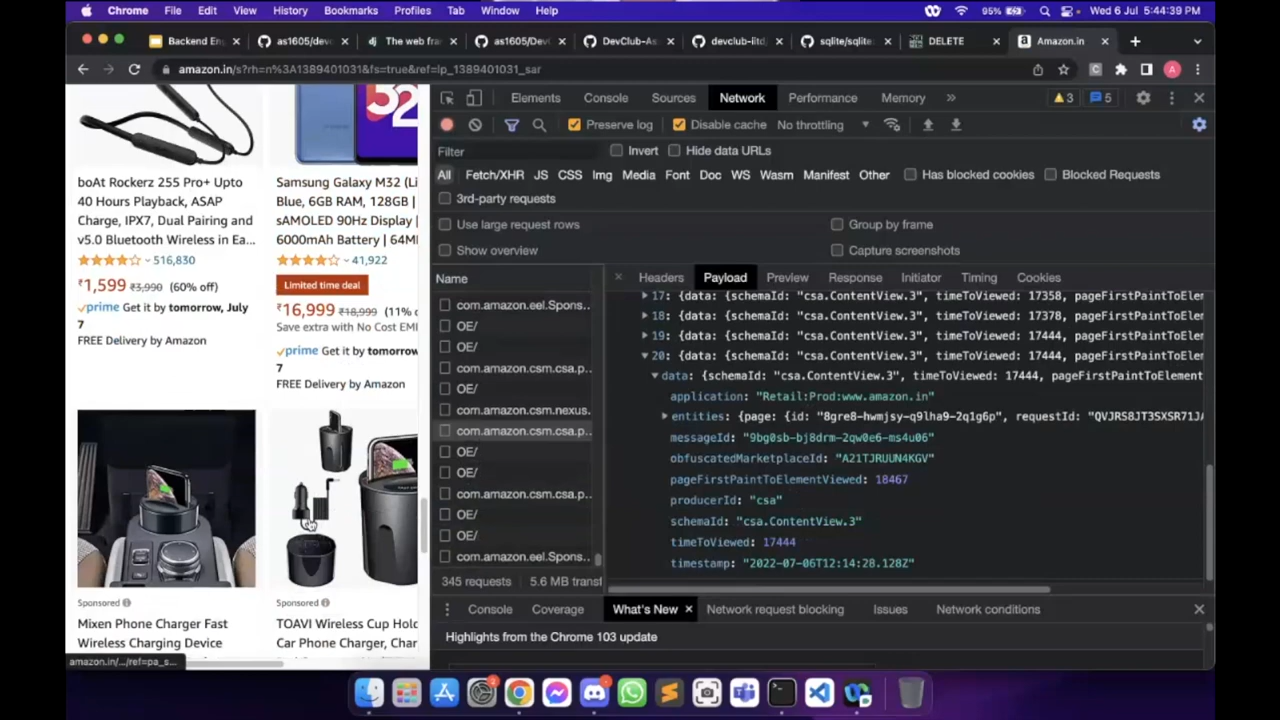 Chrome File Edit View History Bookmarks Profiles Tab Window Help 95% Wed 6 Jul 5:44:39 PM
Backend En as1605/dev dj The web fra as1605/Dev DevClub-As devclub-iitd sqlite/sqlite DELETE Amazon.in
amazon.in/s?rh=n%3A1389401031&fs=true&ref=lp_1389401031_sar
boAt Rockerz 255 Pro+ Upto
40 Hours Playback, ASAP
Charge, IPX7, Dual Pairing and
v5.0 Bluetooth Wireless in Ea...
516,830
₹1,599 ₹3,990 (60% off)
prime Get it by tomorrow, July
7
FREE Delivery by Amazon
Samsung Galaxy M32 (Li
Blue, 6GB RAM, 128GB |
sAMOLED 90Hz Display |
6000mAh Battery | 64M
41,922
Limited time deal
₹16,999 ₹18,999 (11%
Save extra with No Cost EMI
prime Get it by tomorrow
7
FREE Delivery by Amazon
Sponsored
Mixen Phone Charger Fast
Wireless Charging Device
Sponsored
TOAVI Wireless Cup Hold
Car Phone Charger, Char
amazon.in/.../ref=pa_s...
Elements Console Sources Network Performance Memory » 3 5
Preserve log Disable cache No throttling
Filter Invert Hide data URLs
All Fetch/XHR JS CSS Img Media Font Doc WS Wasm Manifest Other Has blocked cookies Blocked Requests
3rd-party requests
Use large request rows Group by frame
Show overview Capture screenshots
Name
com.amazon.eel.Spons...
OE/
OE/
com.amazon.csm.csa.p...
OE/
com.amazon.csm.nexus.
com.amazon.csm.csa.p...
OE/
OE/
com.amazon.csm.csa.p...
OE/
OE/
com.amazon.eel.Spons...
345 requests 5.6 MB transf
Headers Payload Preview Response Initiator Timing Cookies
17: {data: {schemaId: "csa.ContentView.3", timeToViewed: 17358, pageFirstPaintToElem
18: {data: {schemaId: "csa.ContentView.3", timeToViewed: 17378, pageFirstPaintToElem
19: {data: {schemaId: "csa.ContentView.3", timeToViewed: 17444, pageFirstPaintToElem
20: {data: {schemaId: "csa.ContentView.3", timeToViewed: 17444, pageFirstPaintToElem
data: {schemaId: "csa.ContentView.3", timeToViewed: 17444, pageFirstPaintToElement
application: "Retail:Prod:www.amazon.in"
entities: {page: {id: "8gre8-hwmjsy-q9lha9-2q1g6p", requestId: "QVJRS8JT3SXSR71J
messageId: "9bg0sb-bj8drm-2qw0e6-ms4u06"
obfuscatedMarketplaceId: "A21TJRUUN4KGV"
pageFirstPaintToElementViewed: 18467
producerId: "csa"
schemaId: "csa.ContentView.3"
timeToViewed: 17444
timestamp: "2022-07-06T12:14:28.128Z"
Console Coverage What's New Network request blocking Issues Network conditions
Highlights from the Chrome 103 update